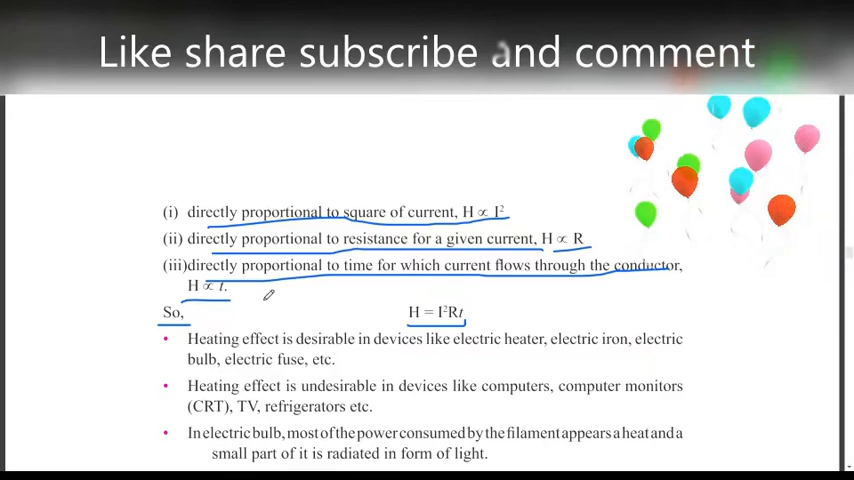 Like share subscribe and comment
(i) directly proportional to square of current, H ∝ I²
(ii) directly proportional to resistance for a given current, H ∝ R
(iii)directly proportional to time for which current flows through the conductor,
H ∝ t.
So, H = I²Rt
• Heating effect is desirable in devices like electric heater, electric iron, electric
bulb, electric fuse, etc.
• Heating effect is undesirable in devices like computers, computer monitors
(CRT), TV, refrigerators etc.
• In electric bulb, most of the power consumed by the filament appears a heat and a
small part of it is radiated in form of light.